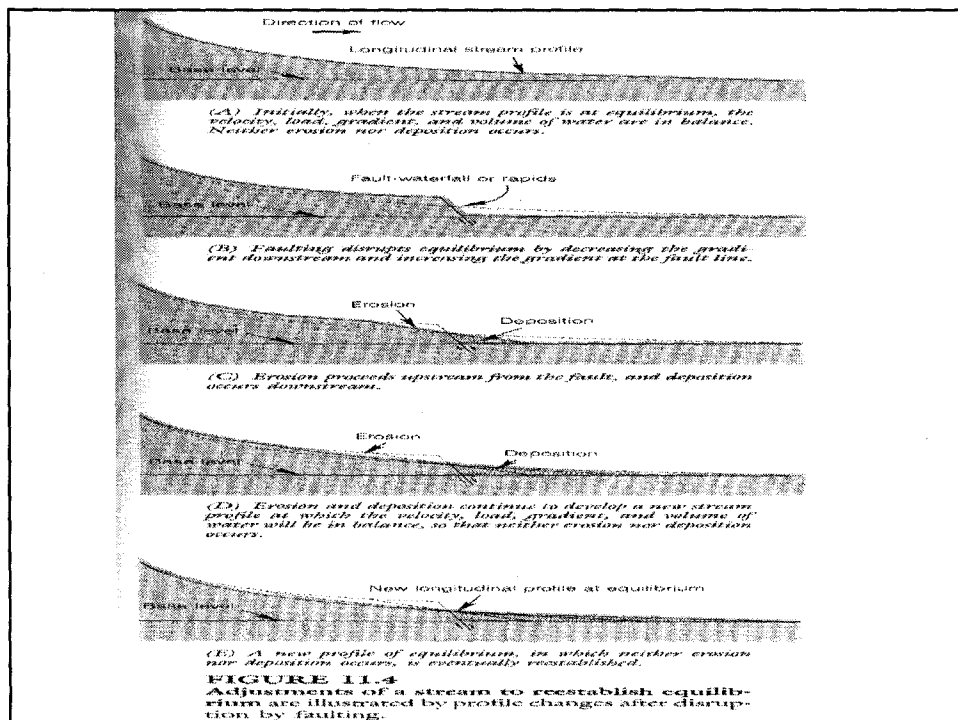 Direction of flow
Longitudinal stream profile
Base level
(A) Initially, when the stream profile is at equilibrium, the
velocity, load, gradient, and volume of water are in balance.
Neither erosion nor deposition occurs.
Fault-waterfall or rapids
Base level
(B) Faulting disrupts equilibrium by decreasing the gradi-
ent downstream and increasing the gradient at the fault line.
Erosion
Deposition
Base level
(C) Erosion proceeds upstream from the fault, and deposition
occurs downstream.
Erosion
Deposition
Base level
(D) Erosion and deposition continue to develop a new stream
profile at which the velocity, load, gradient, and volume of
water will be in balance, so that neither erosion nor deposition
occurs.
New longitudinal profile at equilibrium
Base level
(E) A new profile of equilibrium, in which neither erosion
nor deposition occurs, is eventually reestablished.
FIGURE 11.4
Adjustments of a stream to reestablish equilib-
rium are illustrated by profile changes after disrup-
tion by faulting.